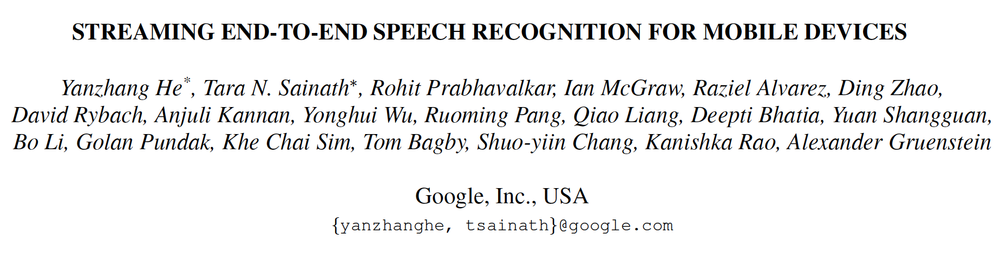 STREAMING END-TO-END SPEECH RECOGNITION FOR MOBILE DEVICES
Yanzhang He*, Tara N. Sainath*, Rohit Prabhavalkar, Ian McGraw, Raziel Alvarez, Ding Zhao,
David Rybach, Anjuli Kannan, Yonghui Wu, Ruoming Pang, Qiao Liang, Deepti Bhatia, Yuan Shangguan,
Bo Li, Golan Pundak, Khe Chai Sim, Tom Bagby, Shuo-yiin Chang, Kanishka Rao, Alexander Gruenstein
Google, Inc., USA
{yanzhanghe, tsainath}@google.com